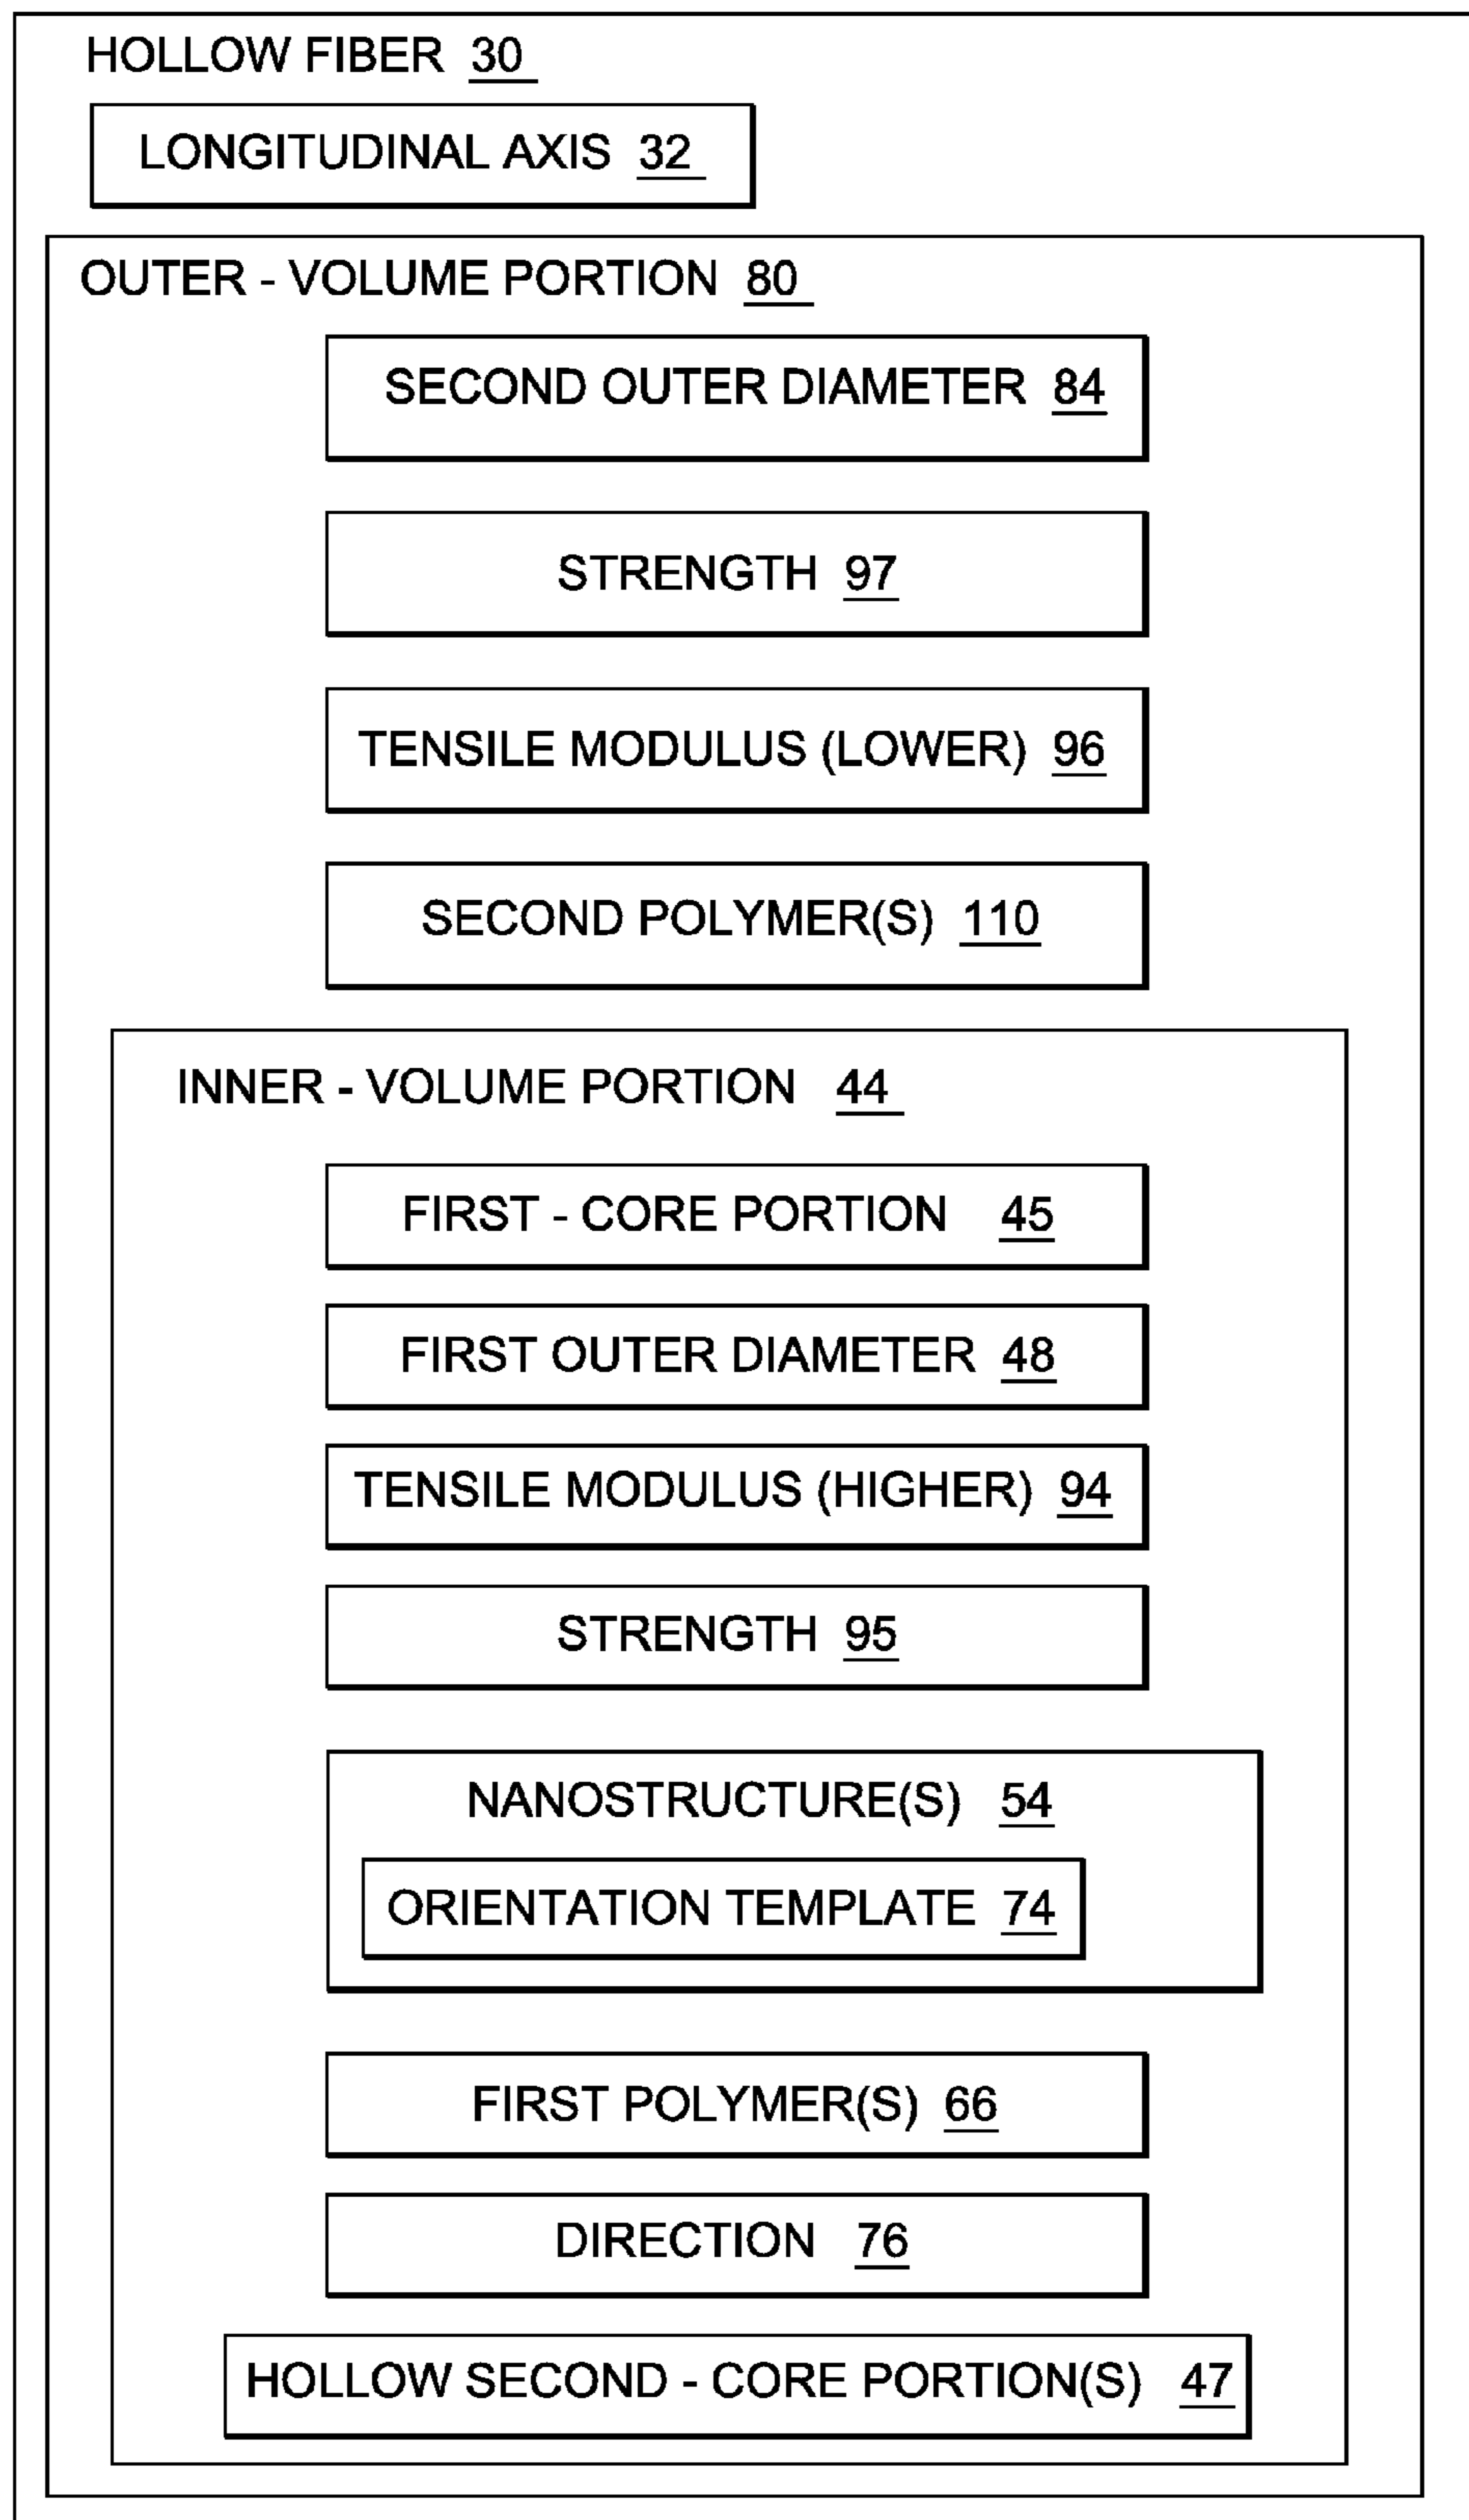 HOLLOW FIBER 30
LONGITUDINAL AXIS 32
OUTER - VOLUME PORTION 80
SECOND OUTER DIAMETER 84
STRENGTH 97
TENSILE MODULUS (LOWER) 96
SECOND POLYMER(S) 110
INNER - VOLUME PORTION 44
FIRST - CORE PORTION 45
FIRST OUTER DIAMETER 48
TENSILE MODULUS (HIGHER) 94
STRENGTH 95
NANOSTRUCTURE(S) 54
ORIENTATION TEMPLATE 74
FIRST POLYMER(S) 66
DIRECTION 76
HOLLOW SECOND - CORE PORTION(S) 47